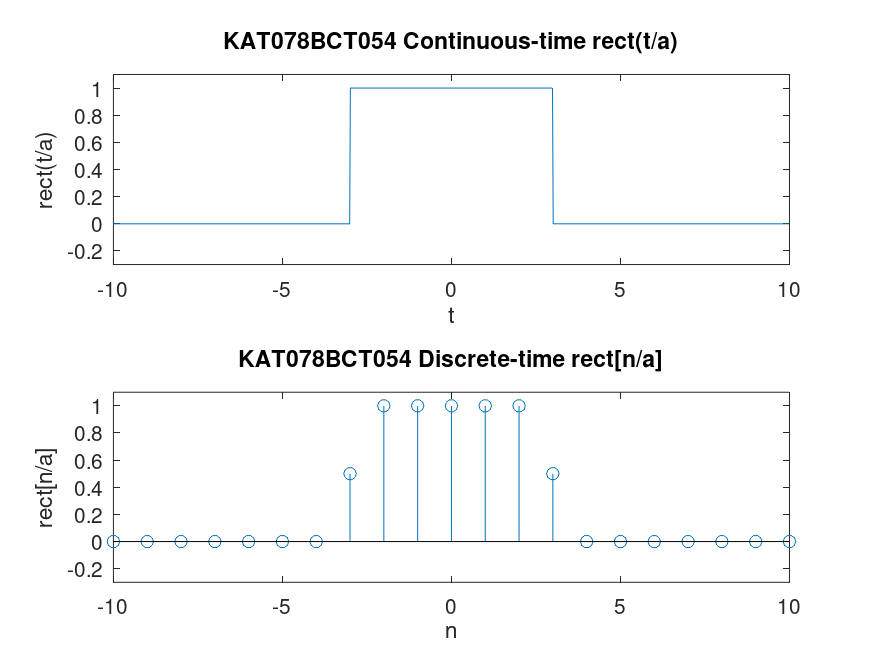 KAT078BCT054 Continuous-time rect(t/a)
1
0.8
0.6
0.4
0.2
0
-0.2
rect(t/a)
-10 -5 0 5 10
t
KAT078BCT054 Discrete-time rect[n/a]
1
0.8
0.6
0.4
0.2
0
-0.2
rect[n/a]
-10 -5 0 5 10
n